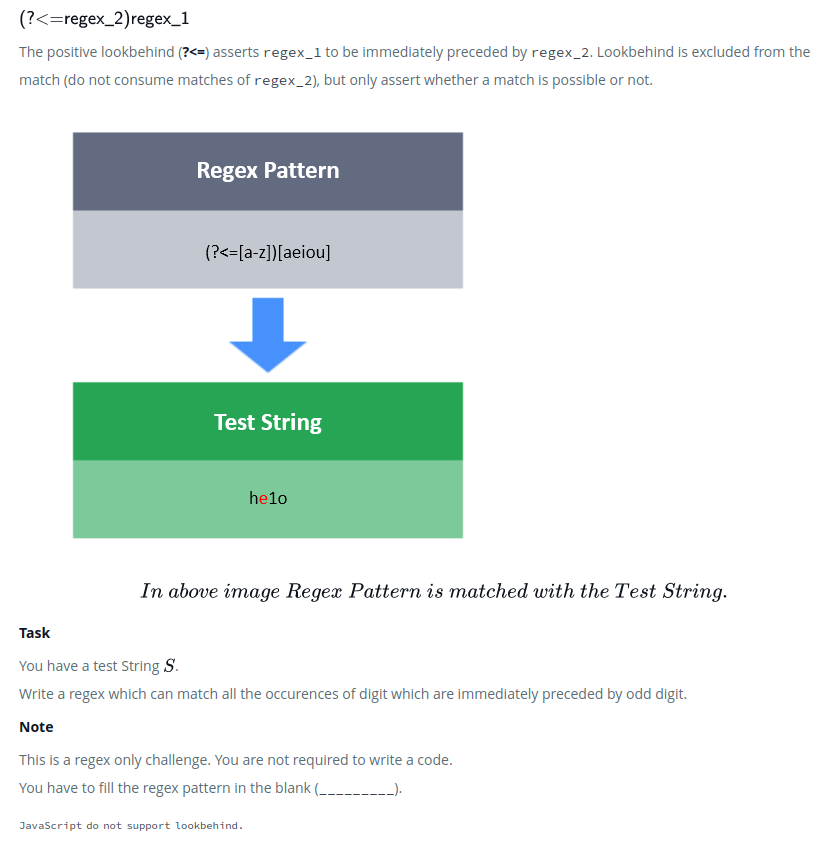 (?<=regex_2)regex_1
The positive lookbehind (?<=) asserts regex_1 to be immediately preceded by regex_2. Lookbehind is excluded from the
match (do not consume matches of regex_2), but only assert whether a match is possible or not.
Regex Pattern
(?<=[a-z])[aeiou]
Test String
he1o
In above image Regex Pattern is matched with the Test String.
Task
You have a test String S.
Write a regex which can match all the occurences of digit which are immediately preceded by odd digit.
Note
This is a regex only challenge. You are not required to write a code.
You have to fill the regex pattern in the blank (_________).
JavaScript do not support lookbehind.